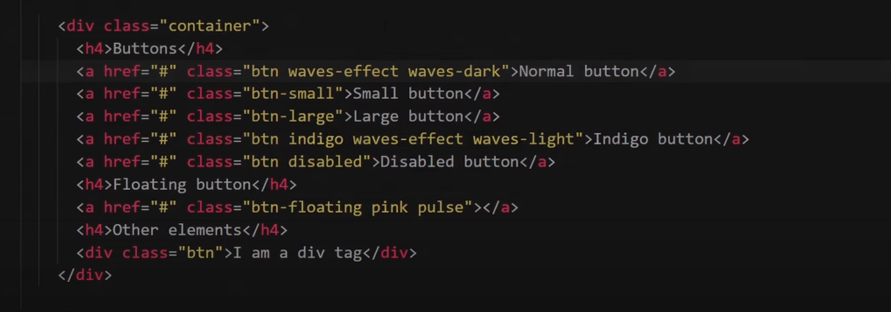 <div class="container">
<h4>Buttons</h4>
<a href="#" class="btn waves-effect waves-dark">Normal button</a>
<a href="#" class="btn-small">Small button</a>
<a href="#" class="btn-large">Large button</a>
<a href="#" class="btn indigo waves-effect waves-light">Indigo button</a>
<a href="#" class="btn disabled">Disabled button</a>
<h4>Floating button</h4>
<a href="#" class="btn-floating pink pulse"></a>
<h4>Other elements</h4>
<div class="btn">I am a div tag</div>
</div>